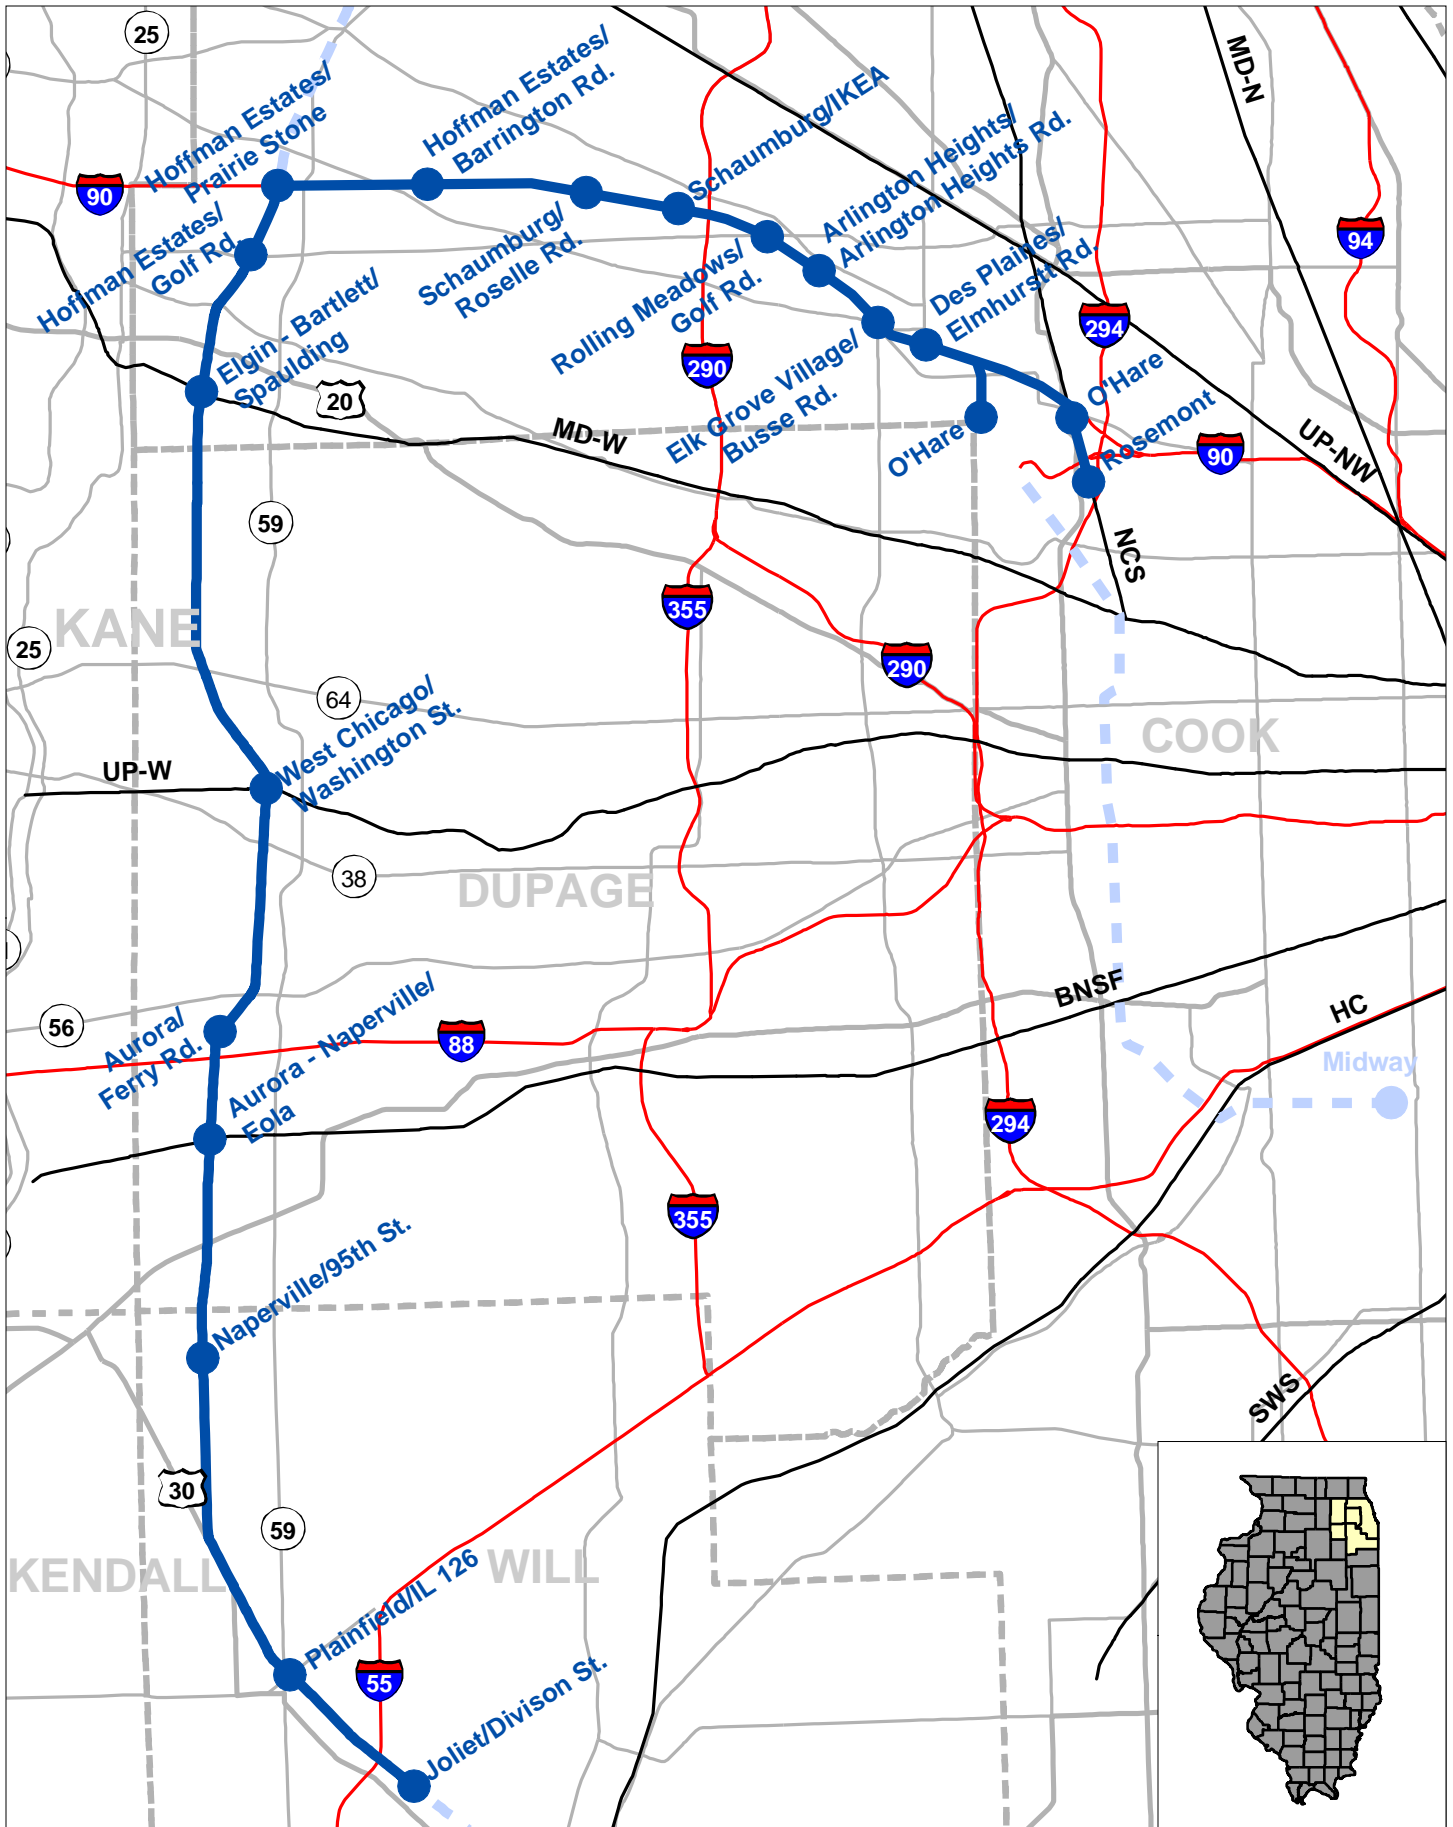 25
MD-N
Hoffman Estates/
Prairie Stone
Hoffman Estates/
Barrington Rd.
Schaumburg/IKEA
Arlington Heights/
Arlington Heights Rd.
90
94
Hoffman Estates/
Golf Rd.
Schaumburg/
Roselle Rd.
Rolling Meadows/
Golf Rd.
Des Plaines/
Elmhurstt Rd.
294
Elgin - Bartlett/
Spaulding
20
290
Elk Grove Village/
Busse Rd.
O'Hare
O'Hare
Rosemont
MD-W
90
UP-NW
59
NCS
KANE
355
25
290
64
COOK
West Chicago/
Washington St.
UP-W
38
DUPAGE
BNSF
HC
56
Aurora/
Ferry Rd.
88
Aurora - Naperville/
Eola
Midway
294
355
Naperville/95th St.
SWS
30
59
KENDALL
WILL
Plainfield/IL 126
55
Joliet/Divison St.